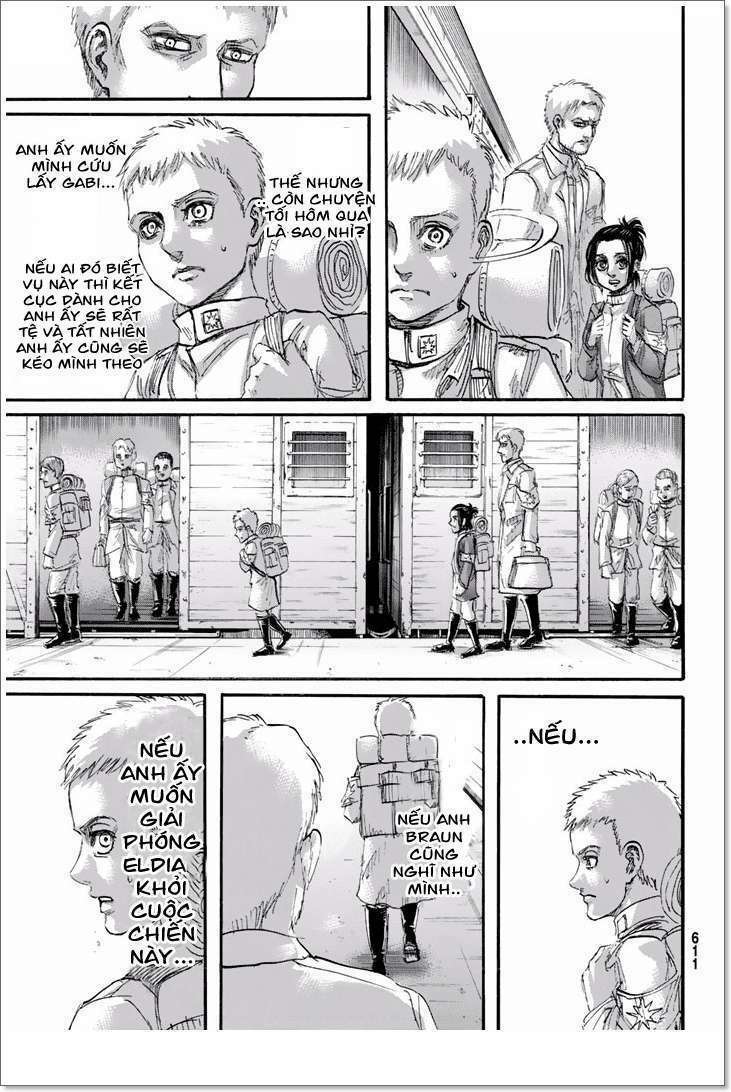 THẾ NHƯNG
.. CÒN CHUYỆN
TỐI HÔM QUA
LÀ SAO NHỈ?
ANH ẤY MUỐN
MÌNH CỨU
LẤY GABI...
NẾU AI ĐÓ BIẾT
VỤ NÀY THÌ KẾT
CỤC DÀNH CHO
ANH ẤY SẼ RẤT
TỆ VÀ TẤT NHIÊN
ANH ẤY CŨNG SẼ
KÉO MÌNH THEO
..NẾU...
NẾU ANH
BRAUN
CŨNG
NGHĨ NHƯ
MÌNH..
NẾU
ANH ẤY
MUỐN
GIẢI
PHÓNG
ELDIA
KHỎI
CUỘC
CHIẾN
NÀY...
611